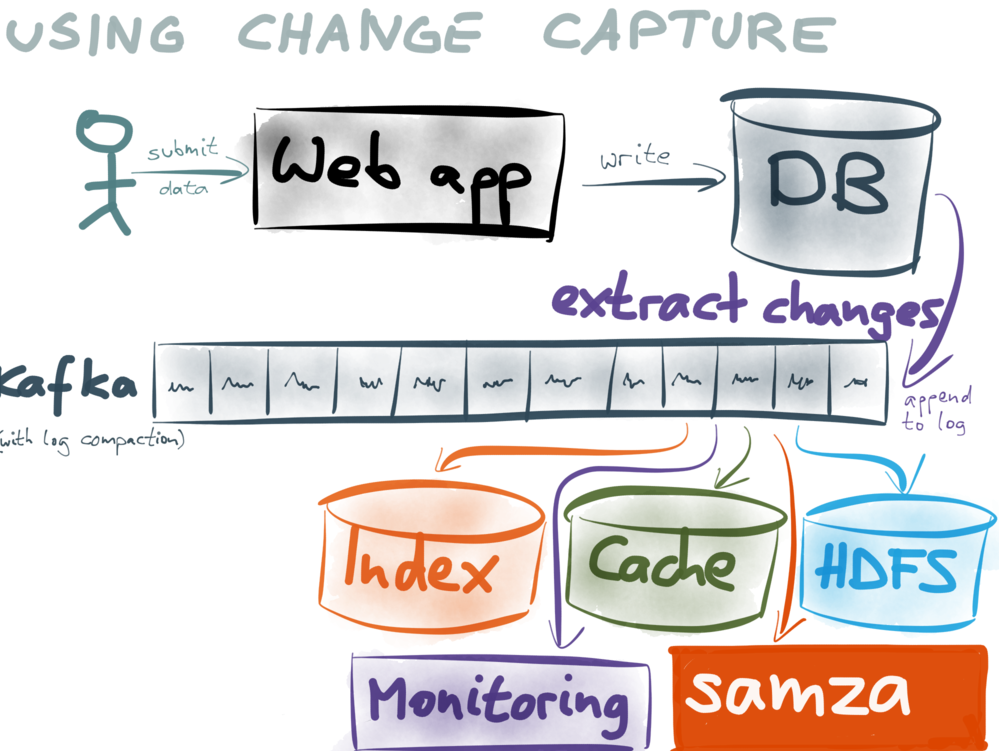 USING CHANGE CAPTURE
submit
data
Web app
write
DB
extract changes
Kafka
(with log compaction)
append
to log
Index
Cache
HDFS
Monitoring
samza